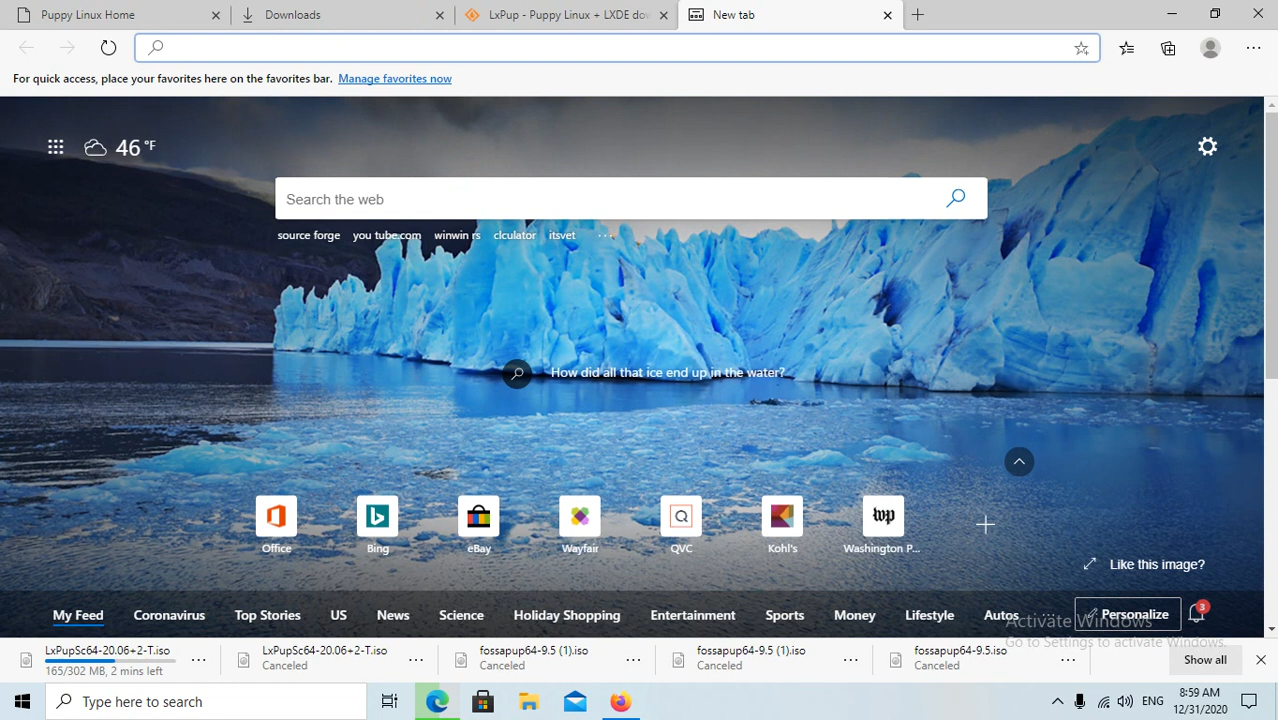 Puppy Linux Home
Downloads
LxPup - Puppy Linux + LXDE do
New tab
For quick access, place your favorites here on the favorites bar. Manage favorites now
46 °F
Search the web
source forge you tube.com winwin rs clculator itsvet ...
How did all that ice end up in the water?
Office Bing eBay Wayfair QVC Kohl's Washington P...
Like this image?
My Feed Coronavirus Top Stories US News Science Holiday Shopping Entertainment Sports Money Lifestyle Autos ... Personalize 3
Activate Windows
Go to Settings to activate Windows.
LxPupSc64-20.06+2-T.iso
165/302 MB, 2 mins left
LxPupSc64-20.06+2-T.iso
Canceled
fossapup64-9.5 (1).iso
Canceled
fossapup64-9.5 (1).iso
Canceled
fossapup64-9.5.iso
Canceled
Show all
Type here to search
ENG
8:59 AM
12/31/2020